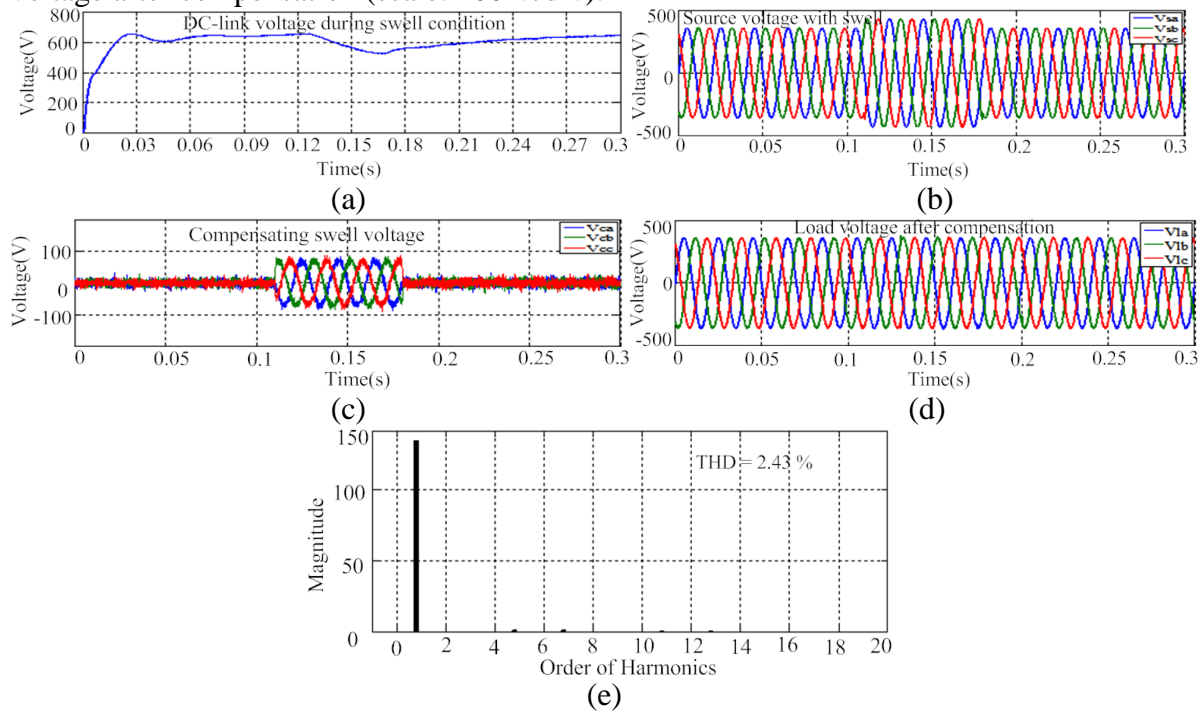 DC-link voltage during swell condition
800
600
400
200
0
Voltage(V)
0 0.03 0.06 0.09 0.12 0.15 0.18 0.21 0.24 0.27 0.3
Time(s)
(a)
Source voltage with swell
Vsa
Vsb
Vsc
500
0
-500
Voltage(V)
0 0.05 0.1 0.15 0.2 0.25 0.3
Time(s)
(b)
Compensating swell voltage
Vca
Vcb
Vcc
100
0
-100
Voltage(V)
0 0.05 0.1 0.15 0.2 0.25 0.3
Time(s)
(c)
Load voltage after compensation
Vla
Vlb
Vlc
500
0
-500
Voltage(V)
0 0.05 0.1 0.15 0.2 0.25 0.3
Time(s)
(d)
THD = 2.43 %
150
100
50
0
Magnitude
0 2 4 6 8 10 12 14 16 18 20
Order of Harmonics
(e)